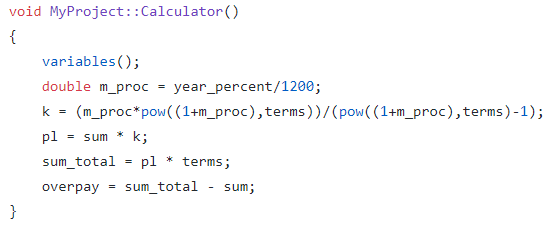 void MyProject::Calculator()
{
    variables();
    double m_proc = year_percent/1200;
    k = (m_proc*pow((1+m_proc),terms))/(pow((1+m_proc),terms)-1);
    pl = sum * k;
    sum_total = pl * terms;
    overpay = sum_total - sum;
}